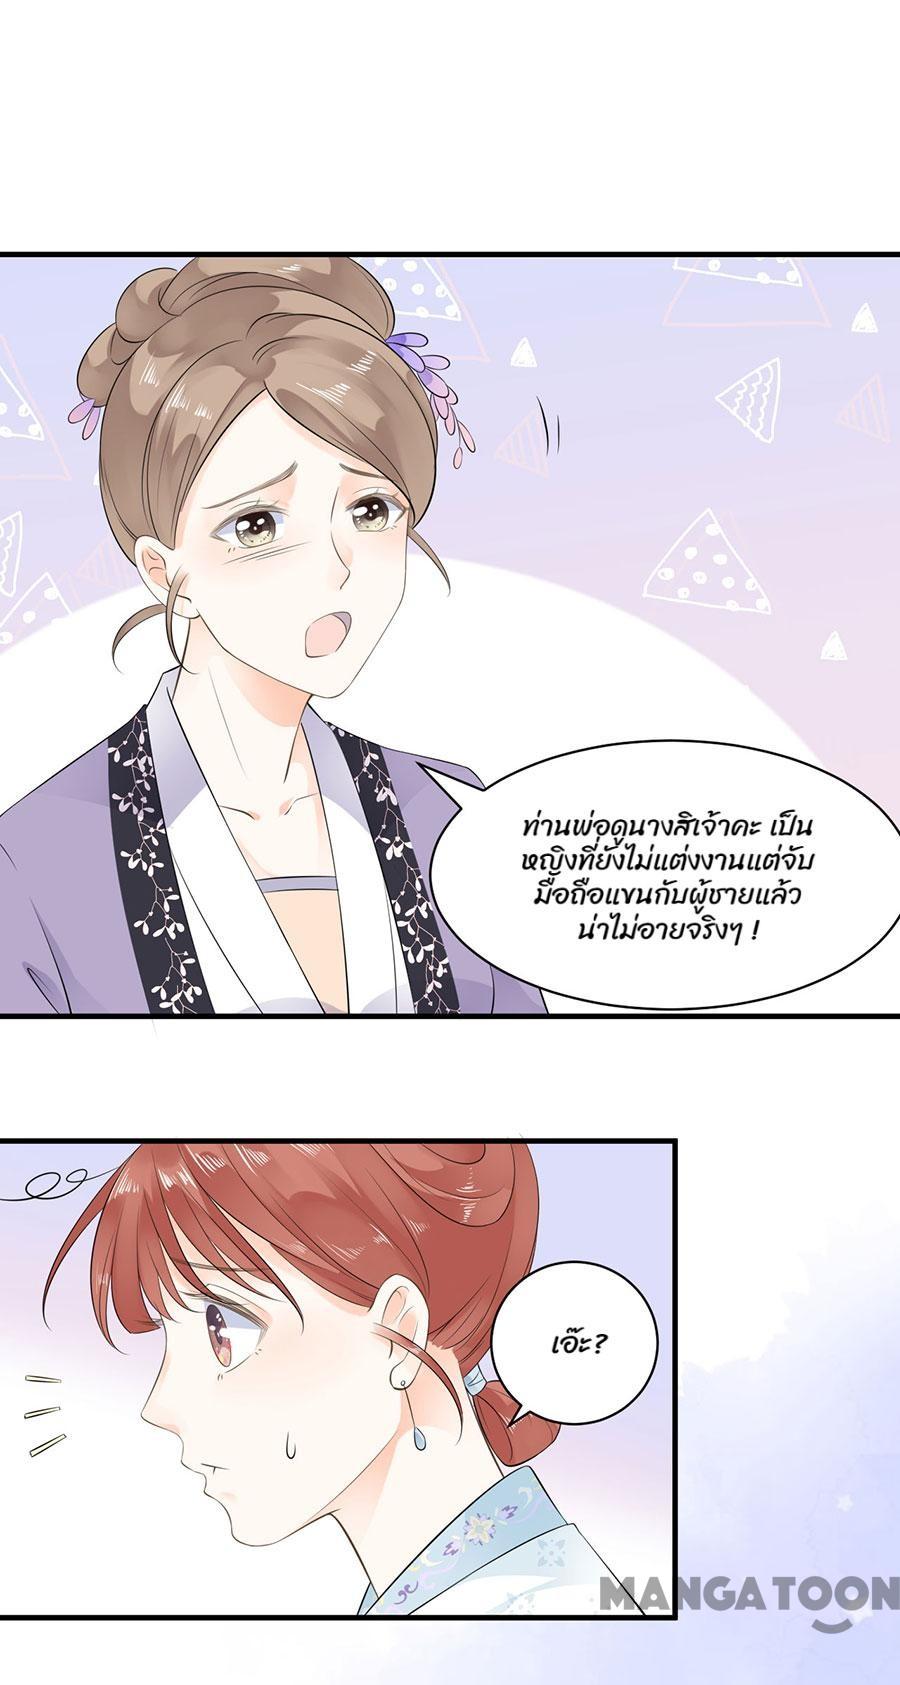 ท่านพ่อดูนางสิเจ้าคะ เป็น
หญิงที่ยังไม่แต่งงานแต่จับ
มือถือแขนกับผู้ชายแล้ว
น่าไม่อายจริงๆ !
เอ๊ะ?
MANGATOON